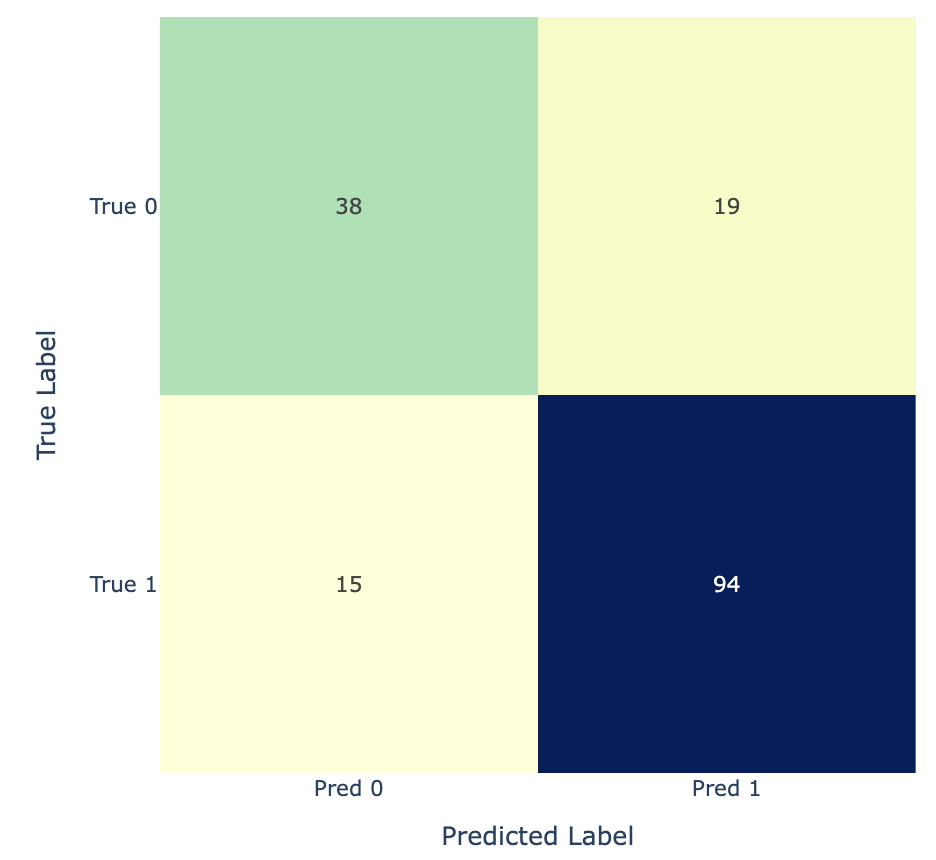 True 0
38
19
True Label
True 1
15
94
Pred 0
Pred 1
Predicted Label